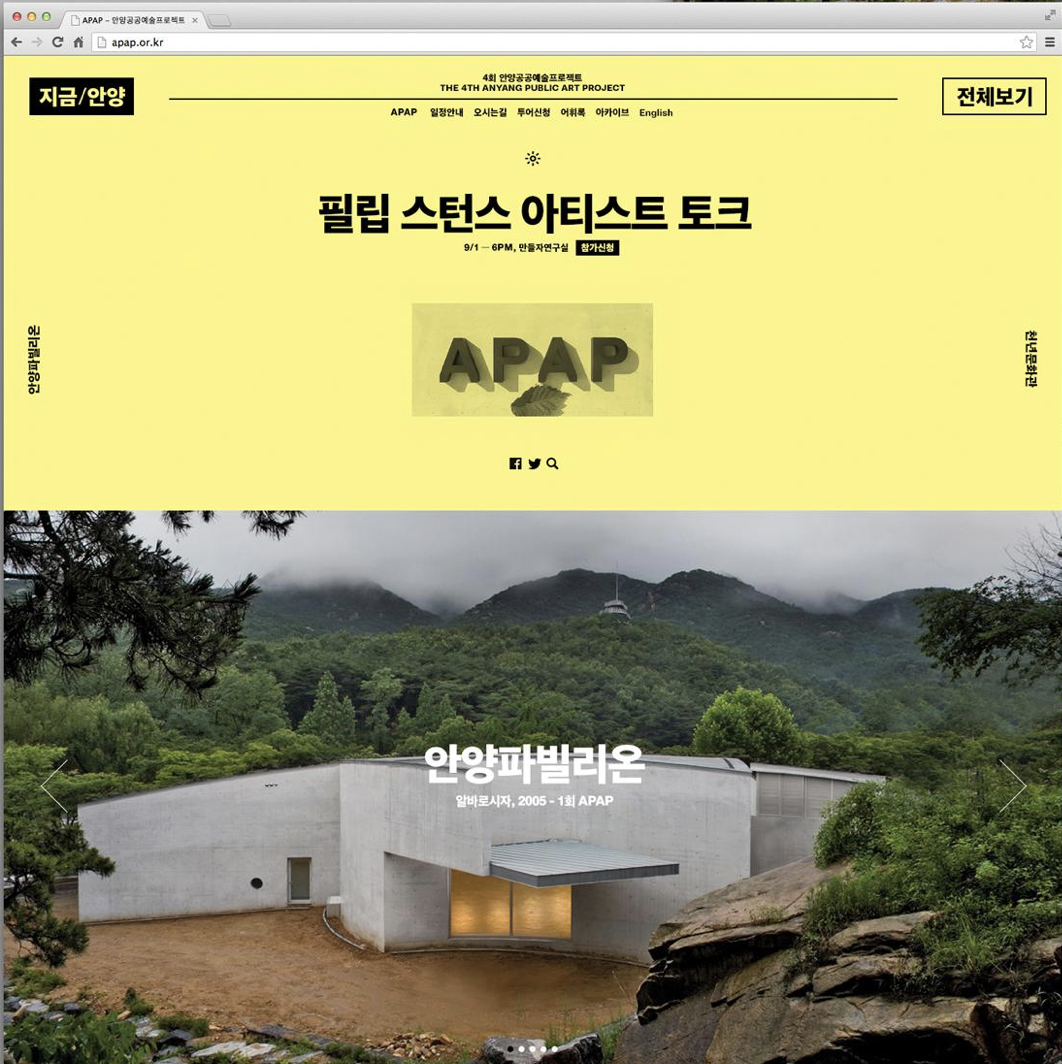 APAP – 안양공공예술프로젝트
apap.or.kr
지금/안양
4회 안양공공예술프로젝트
THE 4TH ANYANG PUBLIC ART PROJECT
전체보기
APAP 일정안내 오시는길 투어신청 어휘록 아카이브 English
필립 스턴스 아티스트 토크
9/1 — 6PM, 만들자연구실 참가신청
안양파빌리온
APAP
천년문화관
안양파빌리온
알바로시자, 2005 - 1회 APAP